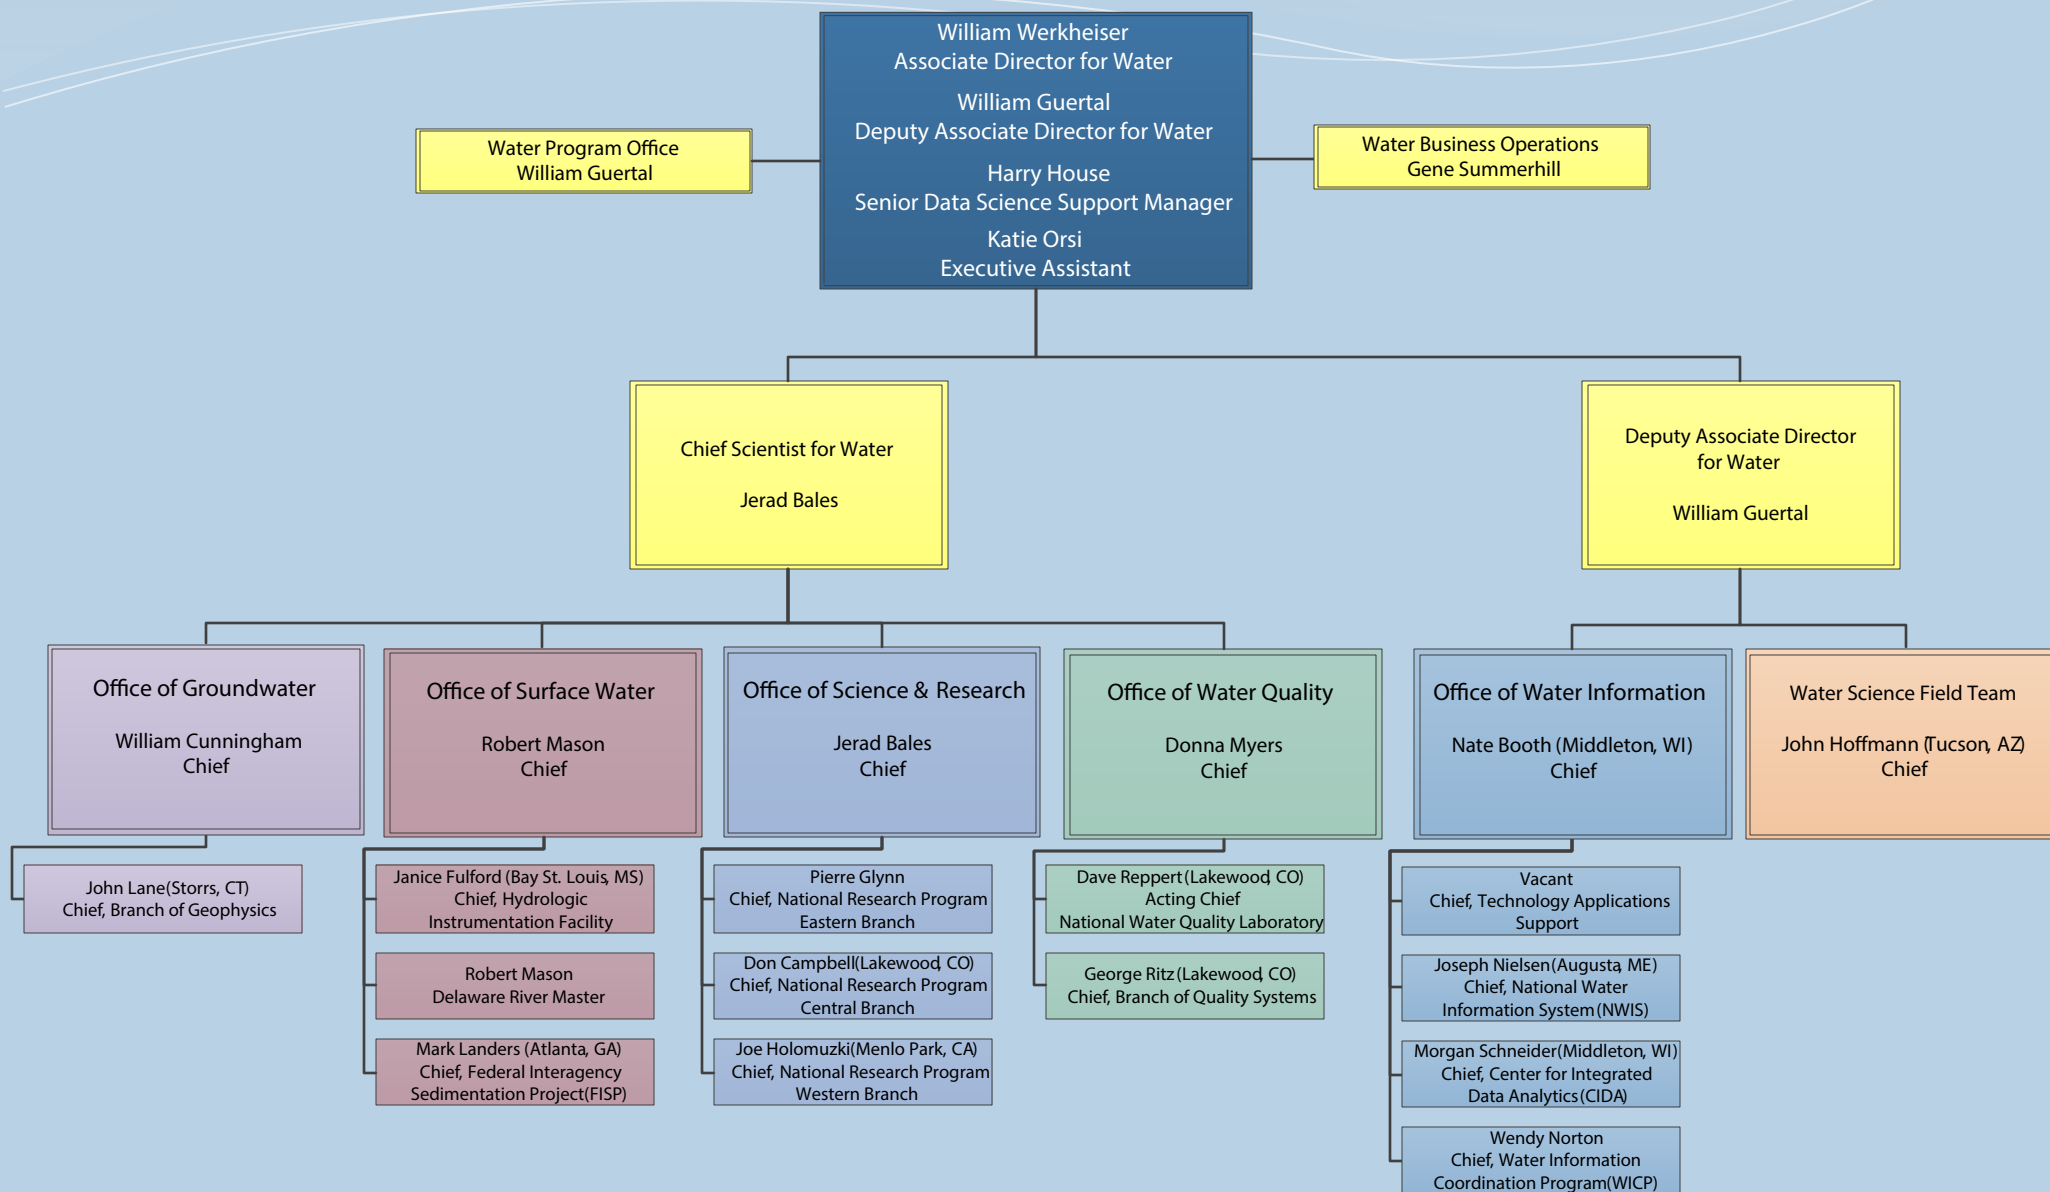 William Werkheiser
Associate Director for Water
William Guertal
Deputy Associate Director for Water
Harry House
Senior Data Science Support Manager
Katie Orsi
Executive Assistant
Water Program Office
William Guertal
Water Business Operations
Gene Summerhill
Chief Scientist for Water
Jerad Bales
Deputy Associate Director
for Water
William Guertal
Office of Groundwater
William Cunningham
Chief
John Lane(Storrs, CT)
Chief, Branch of Geophysics
Office of Surface Water
Robert Mason
Chief
Janice Fulford (Bay St. Louis, MS)
Chief, Hydrologic
Instrumentation Facility
Robert Mason
Delaware River Master
Mark Landers (Atlanta, GA)
Chief, Federal Interagency
Sedimentation Project(FISP)
Office of Science & Research
Jerad Bales
Chief
Pierre Glynn
Chief, National Research Program
Eastern Branch
Don Campbell(Lakewood, CO)
Chief, National Research Program
Central Branch
Joe Holomuzki(Menlo Park, CA)
Chief, National Research Program
Western Branch
Office of Water Quality
Donna Myers
Chief
Dave Reppert(Lakewood, CO)
Acting Chief
National Water Quality Laboratory
George Ritz(Lakewood, CO)
Chief, Branch of Quality Systems
Office of Water Information
Nate Booth (Middleton, WI)
Chief
Vacant
Chief, Technology Applications
Support
Joseph Nielsen(Augusta, ME)
Chief, National Water
Information System(NWIS)
Morgan Schneider(Middleton, WI)
Chief, Center for Integrated
Data Analytics(CIDA)
Wendy Norton
Chief, Water Information
Coordination Program(WICP)
Water Science Field Team
John Hoffmann (Tucson, AZ)
Chief